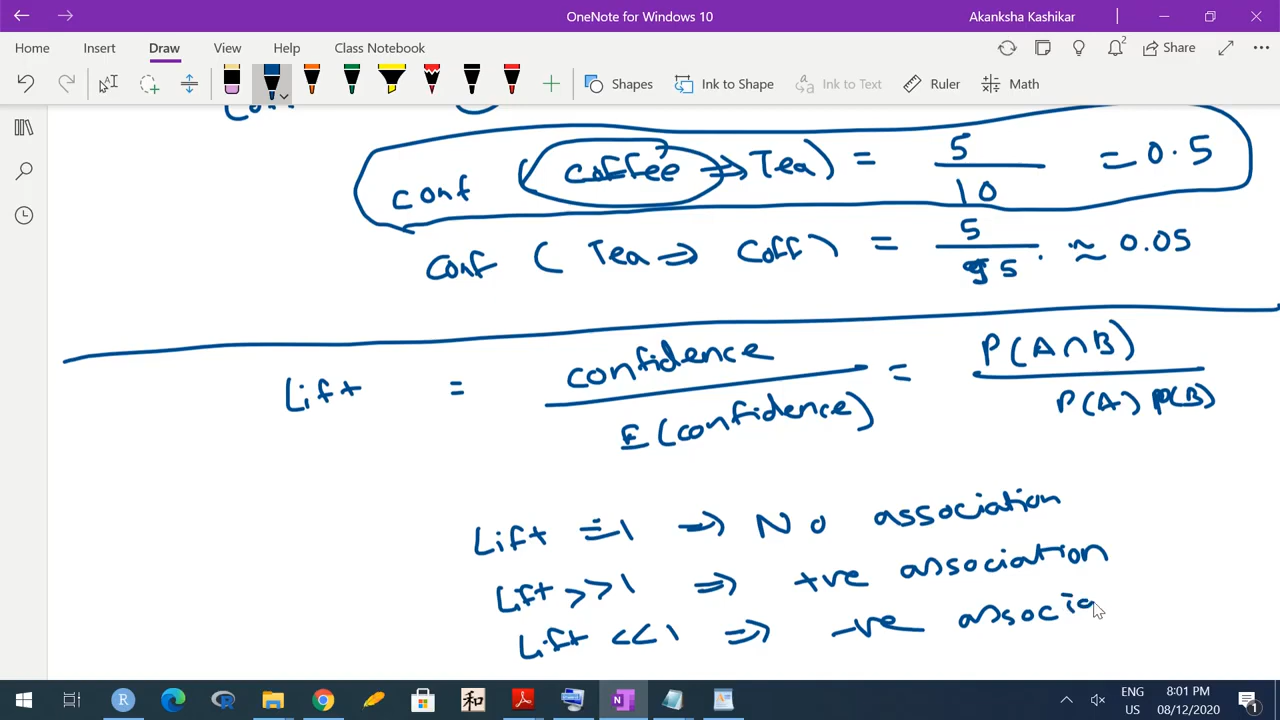 OneNote for Windows 10
Akanksha Kashikar
Home Insert Draw View Help Class Notebook
2 Share
Shapes Ink to Shape Ink to Text Ruler Math
conf (coffee ⇒ Tea) = 5/10 = 0.5
conf (Tea ⇒ Coff) = 5/95 ≈ 0.05
Lift = confidence / E(confidence) = P(A∩B) / P(A) P(B)
Lift ≐ 1 ⇒ No association
Lift >> 1 ⇒ +ve association
Lift << 1 ⇒ -ve associa
ENG
IN
8:01 PM
08/12/2020
1